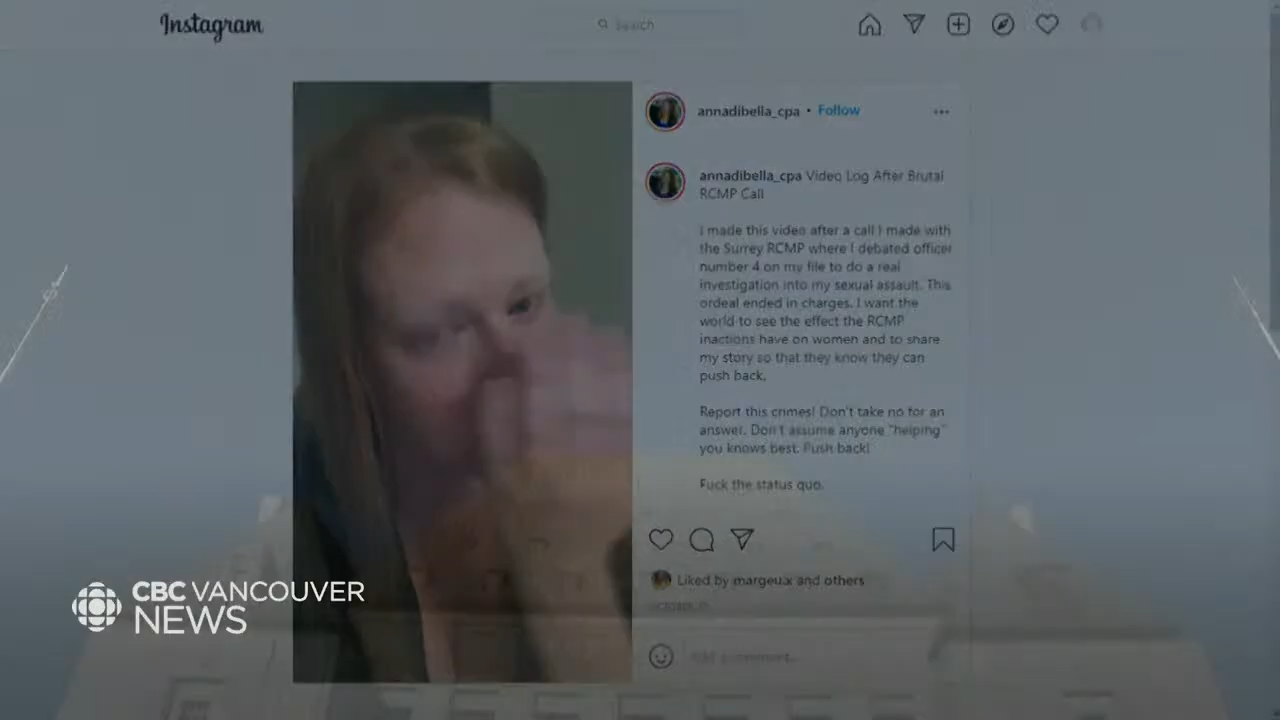 Instagram
Search
annadibella_cpa • Follow
annadibella_cpa Video Log After Brutal
RCMP Call
I made this video after a call I made with
the Surrey RCMP where I debated officer
number 4 on my file to do a real
investigation into my sexual assault. This
ordeal ended in charges. I want the
world to see the effect the RCMP
inactions have on women and to share
my story so that they know they can
push back.
Report this crimes! Don't take no for an
answer. Don't assume anyone "helping"
you knows best. Push back!
Fuck the status quo.
Liked by margeu.x and others
Add a comment...
CBC VANCOUVER
NEWS